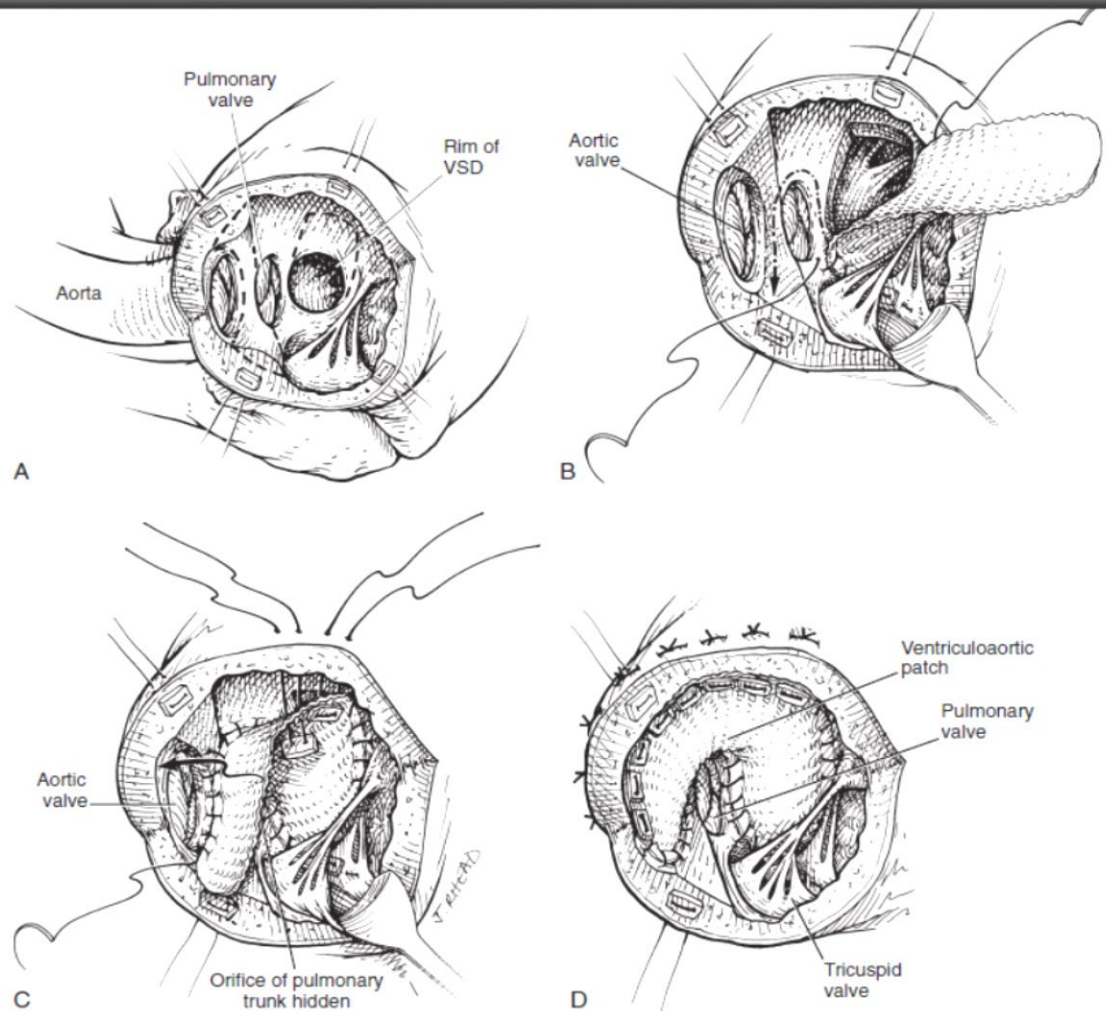 Pulmonary
valve
Rim of
VSD
Aorta
A
Aortic
valve
B
Aortic
valve
Orifice of pulmonary
trunk hidden
C
J RHEAD
Ventriculoaortic
patch
Pulmonary
valve
Tricuspid
valve
D